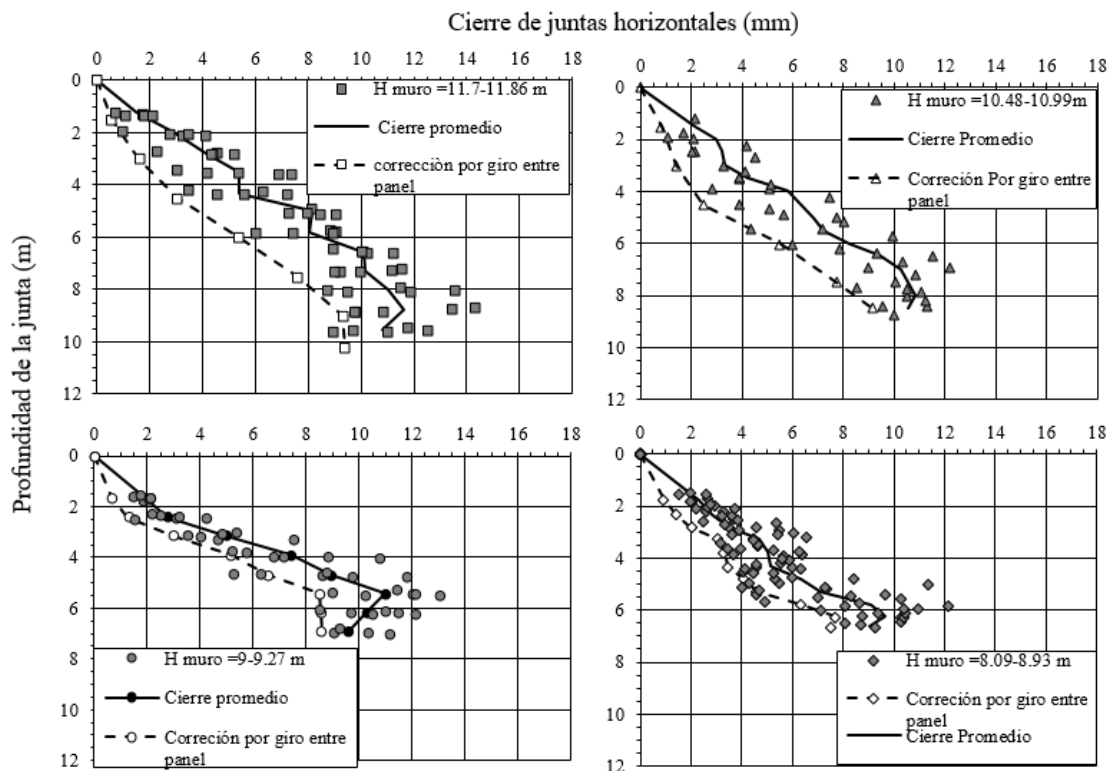 Cierre de juntas horizontales (mm)
Profundidad de la junta (m)
0 2 4 6 8 10 12 14 16 18
0
2
4
6
8
10
12
H muro =11.7-11.86 m
Cierre promedio
correcciòn por giro entre
panel
0 2 4 6 8 10 12 14 16 18
0
2
4
6
8
10
12
H muro =10.48-10.99m
Cierre Promedio
Correción Por giro entre
panel
0 2 4 6 8 10 12 14 16 18
0
2
4
6
8
10
12
H muro =9-9.27 m
Cierre promedio
Correción por giro entre
panel
0 2 4 6 8 10 12 14 16 18
0
2
4
6
8
10
12
H muro =8.09-8.93 m
Correción por giro entre
panel
Cierre Promedio